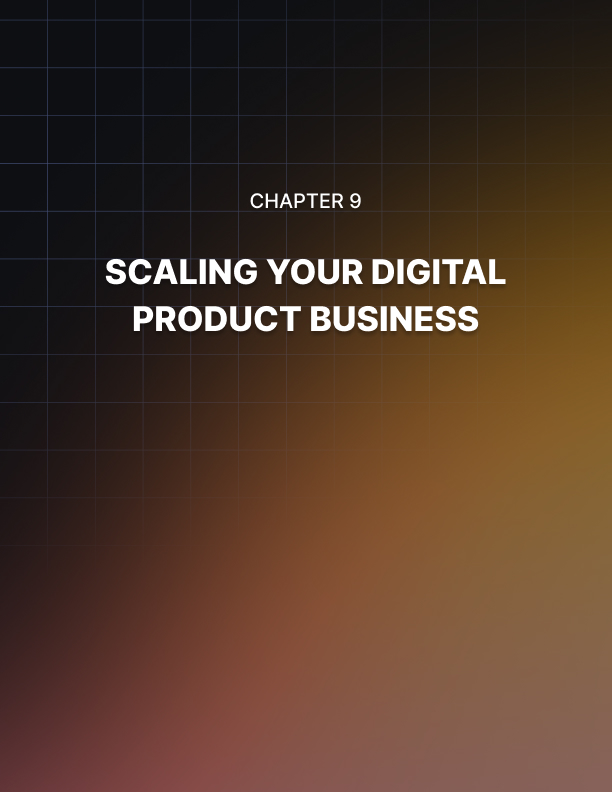 CHAPTER 9
SCALING YOUR DIGITAL
PRODUCT BUSINESS